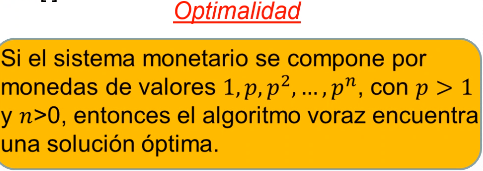 Optimalidad
Si el sistema monetario se compone por
monedas de valores 1, p, p², ... , pⁿ, con p > 1
y n>0, entonces el algoritmo voraz encuentra
una solución óptima.